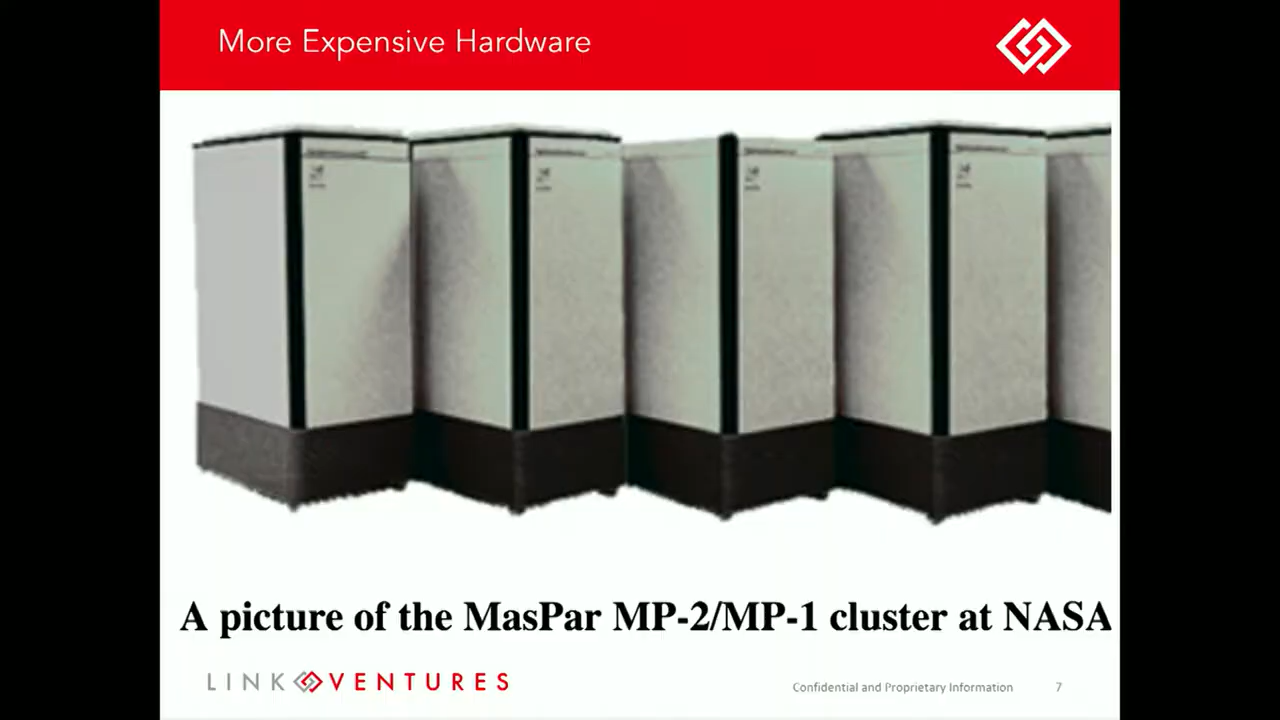 More Expensive Hardware
A picture of the MasPar MP-2/MP-1 cluster at NASA
LINK VENTURES
Confidential and Proprietary Information 7